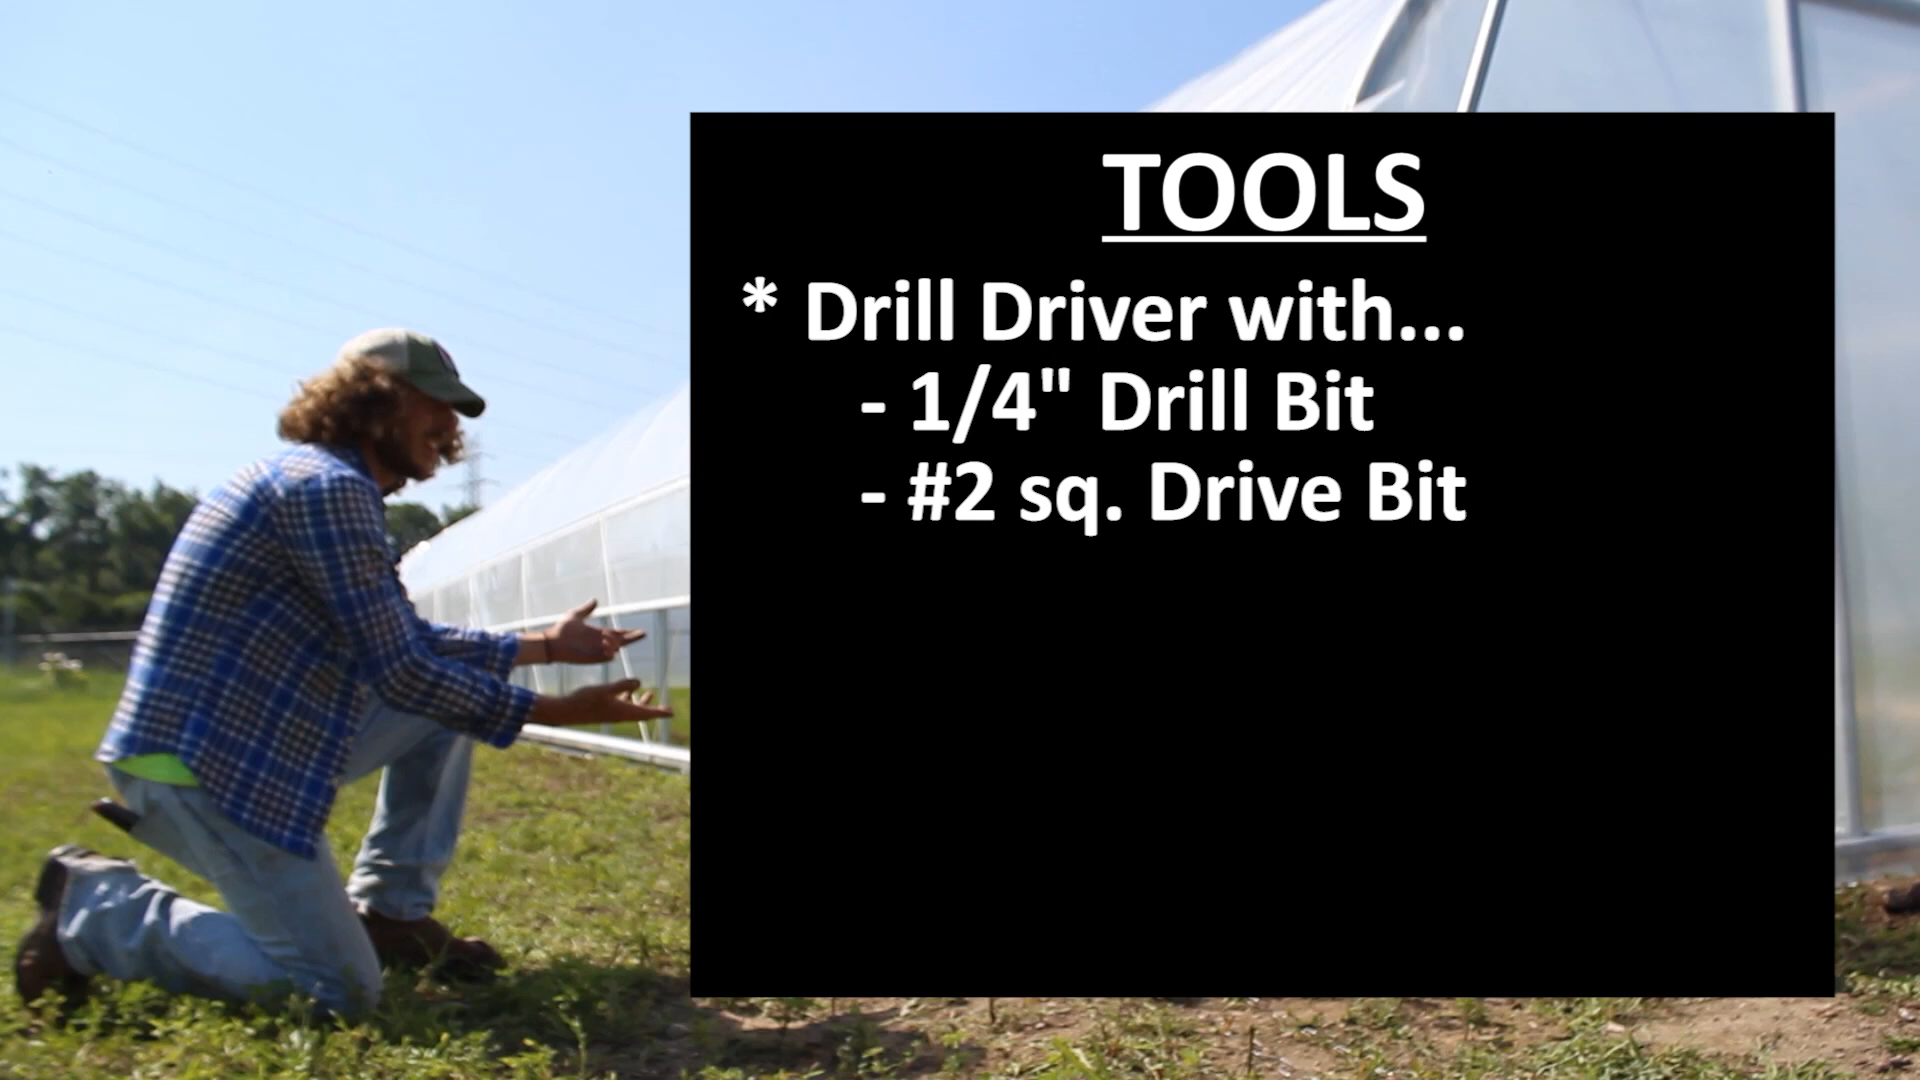 TOOLS
* Drill Driver with...
- 1/4" Drill Bit
- #2 sq. Drive Bit